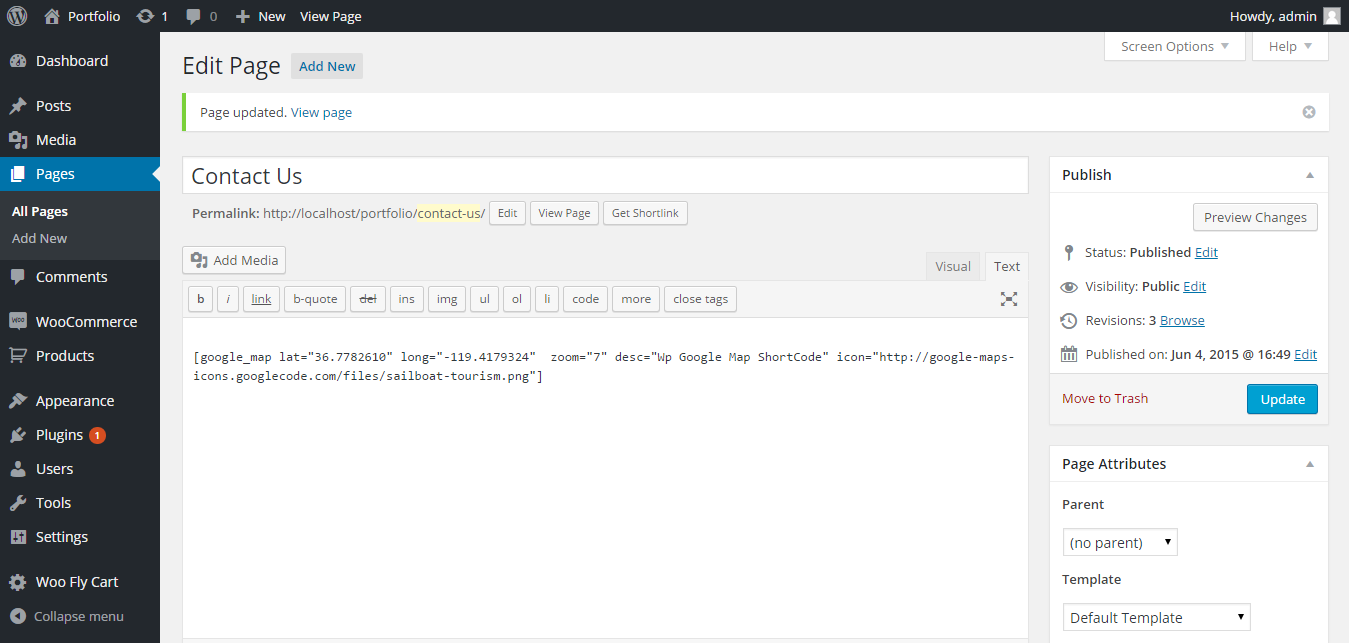 Portfolio 1 0 New View Page Howdy, admin
Dashboard
Posts
Media
Pages
All Pages
Add New
Comments
WooCommerce
Products
Appearance
Plugins 1
Users
Tools
Settings
Woo Fly Cart
Collapse menu
Screen Options Help
Edit Page Add New
Page updated. View page
Contact Us
Permalink: http://localhost/portfolio/contact-us/ Edit View Page Get Shortlink
Add Media
Visual Text
b i link b-quote del ins img ul ol li code more close tags
[google_map lat="36.7782610" long="-119.4179324"  zoom="7" desc="Wp Google Map ShortCode" icon="http://google-maps-
icons.googlecode.com/files/sailboat-tourism.png"]
Publish
Preview Changes
Status: Published Edit
Visibility: Public Edit
Revisions: 3 Browse
Published on: Jun 4, 2015 @ 16:49 Edit
Move to Trash Update
Page Attributes
Parent
(no parent)
Template
Default Template